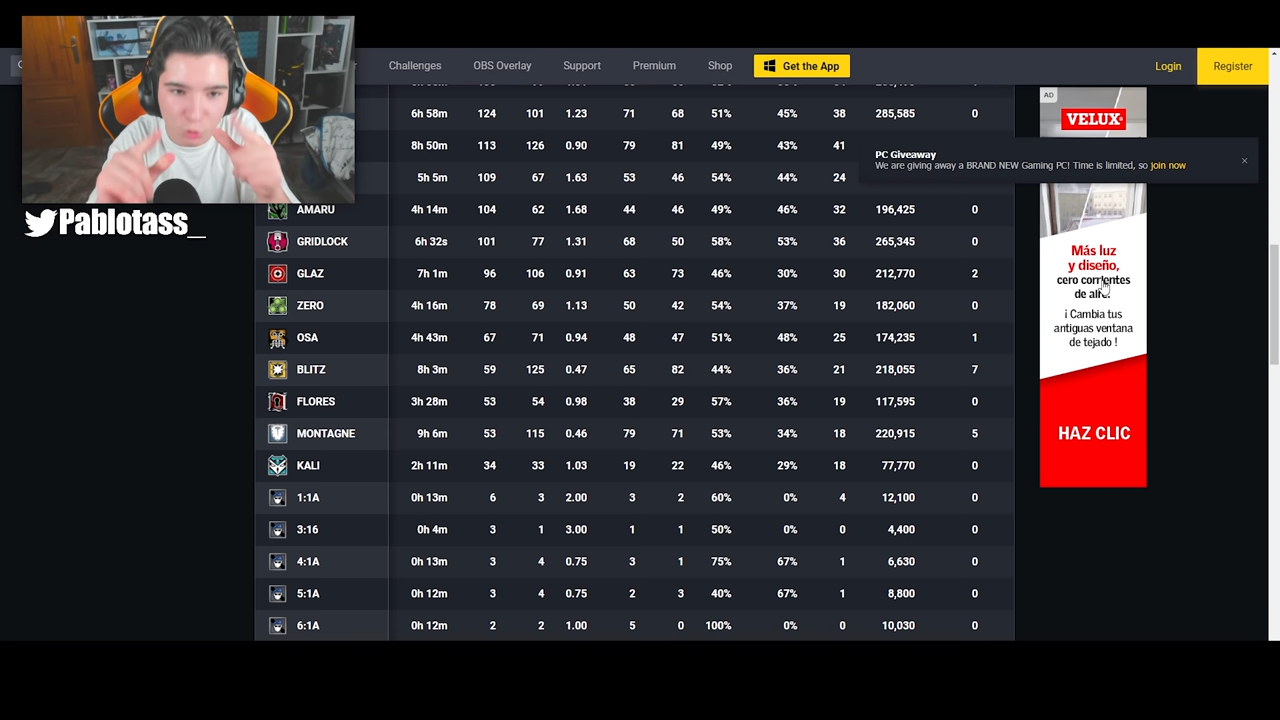 Challenges OBS Overlay Support Premium Shop Get the App Login Register
6h 58m 124 101 1.23 71 68 51% 45% 38 285,585 0
113 126 0.90 79 81 49% 43% 41
5h 5m 109 67 1.63 53 46 54% 44% 24
AMARU 4h 14m 104 62 1.68 44 46 49% 46% 32 196,425 0
GRIDLOCK 6h 32s 101 77 1.31 68 50 58% 53% 36 265,345 0
GLAZ 7h 1m 96 106 0.91 63 73 46% 30% 30 212,770 2
ZERO 4h 16m 78 69 1.13 50 42 54% 37% 19 182,060 0
OSA 4h 43m 67 71 0.94 48 47 51% 48% 25 174,235 1
BLITZ 8h 3m 59 125 0.47 65 82 44% 36% 21 218,055 7
FLORES 3h 28m 53 54 0.98 38 29 57% 36% 19 117,595 0
MONTAGNE 9h 6m 53 115 0.46 79 71 53% 34% 18 220,915 5
KALI 2h 11m 34 33 1.03 19 22 46% 29% 18 77,770 0
1:1A 0h 13m 6 3 2.00 3 2 60% 0% 4 12,100 0
3:16 0h 4m 3 1 3.00 1 1 50% 0% 0 4,400 0
4:1A 0h 13m 3 4 0.75 3 1 75% 67% 1 6,630 0
5:1A 0h 12m 3 4 0.75 2 3 40% 67% 1 8,800 0
6:1A 0h 12m 2 2 1.00 5 0 100% 0% 0 10,030 0
AD
VELUX
PC Giveaway
We are giving away a BRAND NEW Gaming PC! Time is limited, so join now
Más luz
y diseño,
cero corrientes
de aire.
¡ Cambia tus
antiguas ventana
de tejado !
HAZ CLIC
Pablotass_